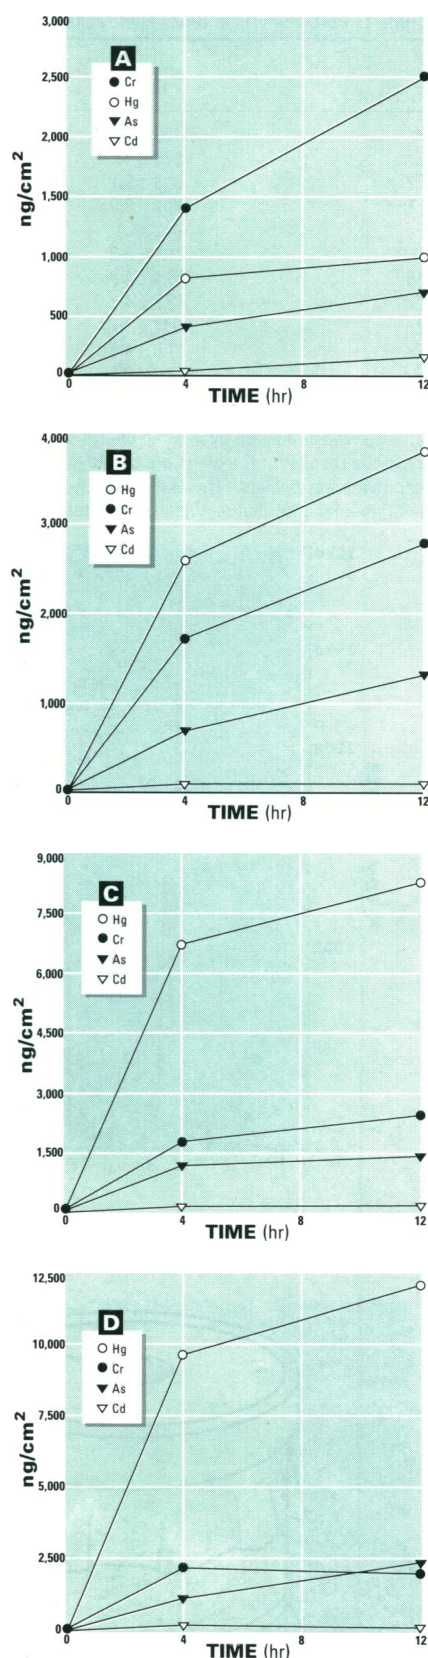 3,000
A
Cr
Hg
As
Cd
2,500
2,000
1,500
1,000
500
0
ng/cm²
0 4 8 12
TIME (hr)
4,000
B
Hg
Cr
As
Cd
3,000
2,000
1,000
0
ng/cm²
0 4 8 12
TIME (hr)
9,000
C
Hg
Cr
As
Cd
7,500
6,000
4,500
3,000
1,500
0
ng/cm²
0 4 8 12
TIME (hr)
12,500
D
Hg
Cr
As
Cd
10,000
7,500
5,000
2,500
0
ng/cm²
0 4 8 12
TIME (hr)